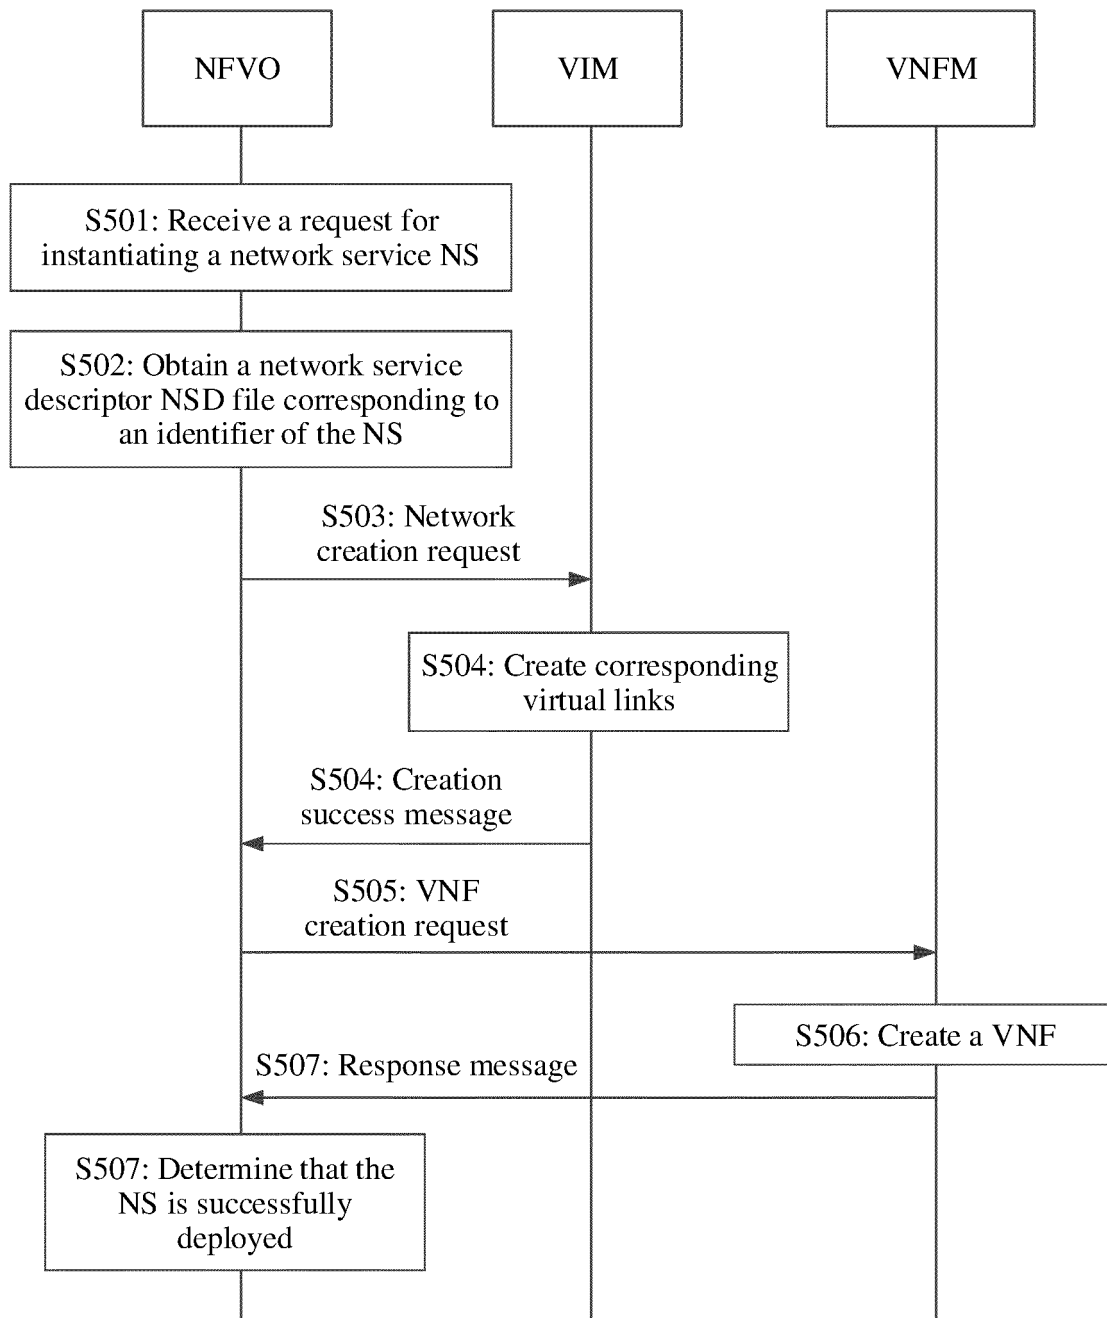 NFVO
VIM
VNFM
S501: Receive a request for
instantiating a network service NS
S502: Obtain a network service
descriptor NSD file corresponding to
an identifier of the NS
S503: Network
creation request
S504: Create corresponding
virtual links
S504: Creation
success message
S505: VNF
creation request
S506: Create a VNF
S507: Response message
S507: Determine that the
NS is successfully
deployed